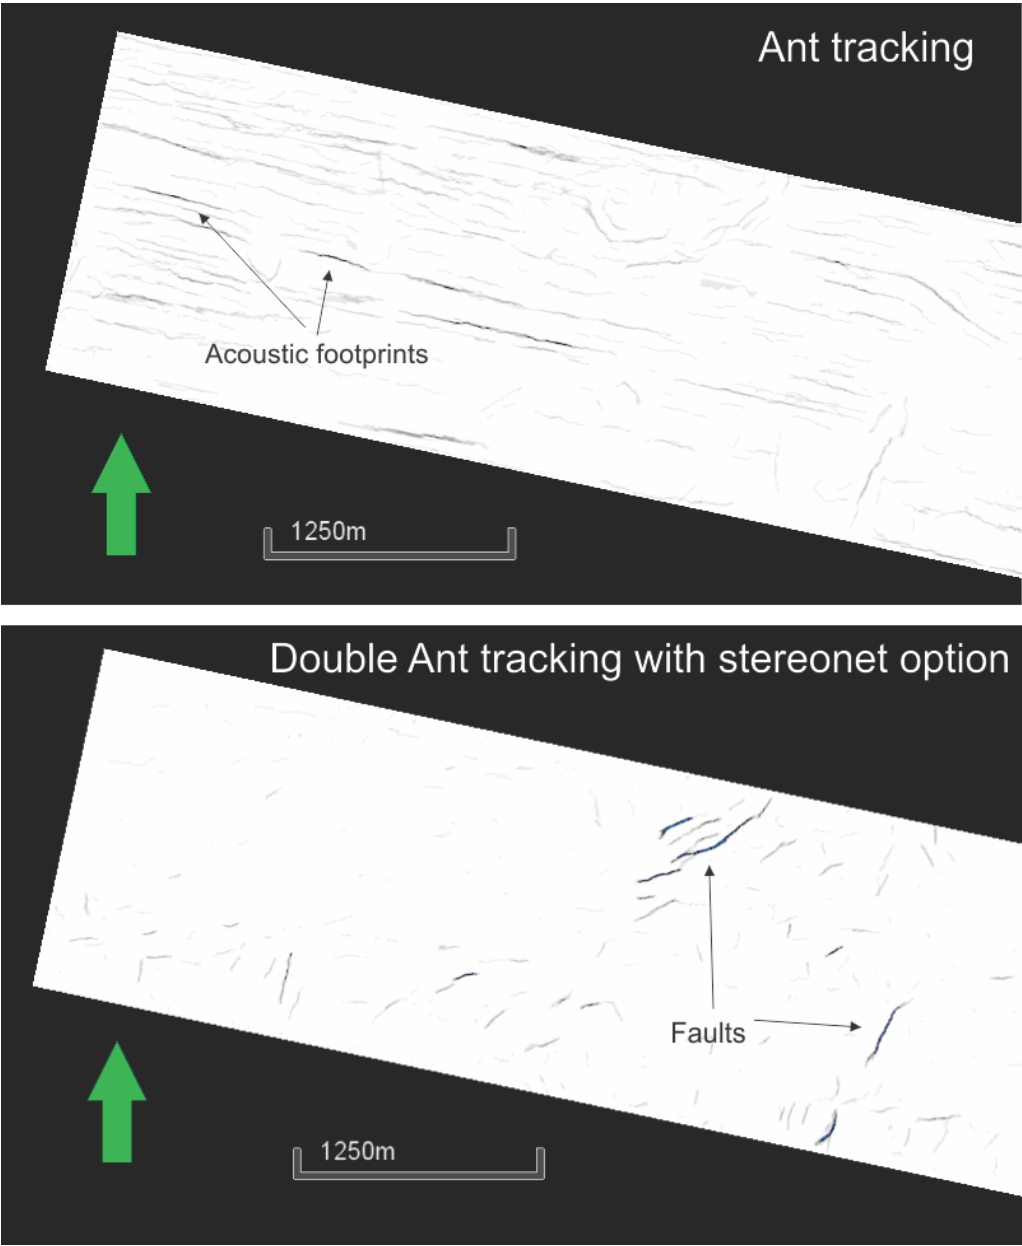 Ant tracking
Acoustic footprints
1250m
Double Ant tracking with stereonet option
Faults
1250m